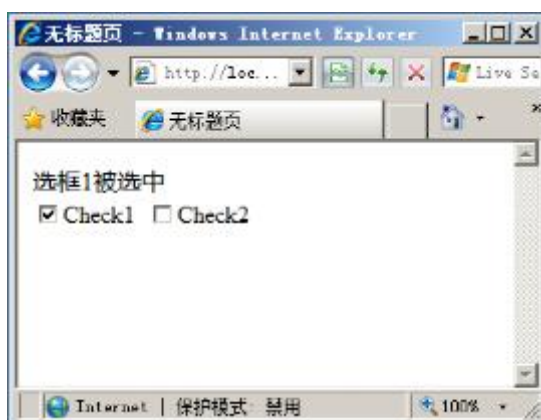 无标题页 - Windows Internet Explorer
http://loc...
Live Se
收藏夹 无标题页
选框1被选中
Check1 Check2
Internet | 保护模式: 禁用 100%